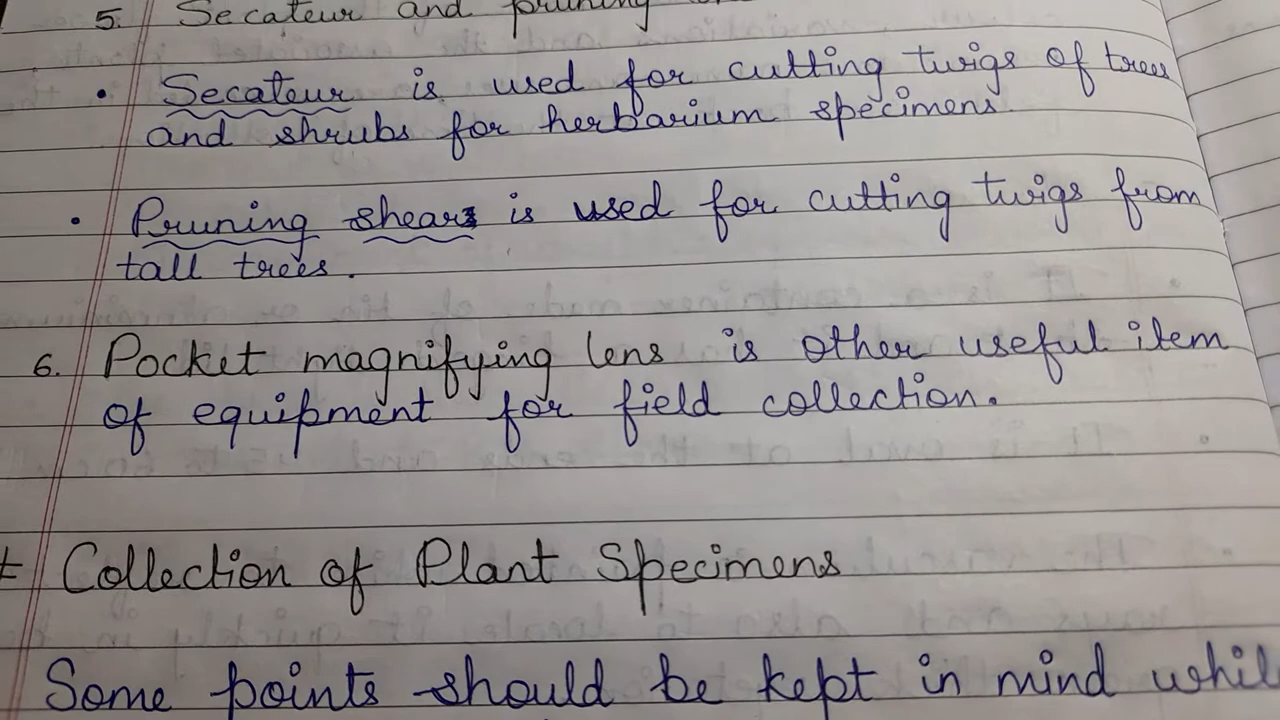 5. Secateur and pruning
• Secateur is used for cutting twigs of trees
and shrubs for herbarium specimens.
• Pruning shears is used for cutting twigs from
tall trees.
6. Pocket magnifying lens is other useful item
of equipment for field collection.
Collection of Plant Specimens
Some points should be kept in mind whil